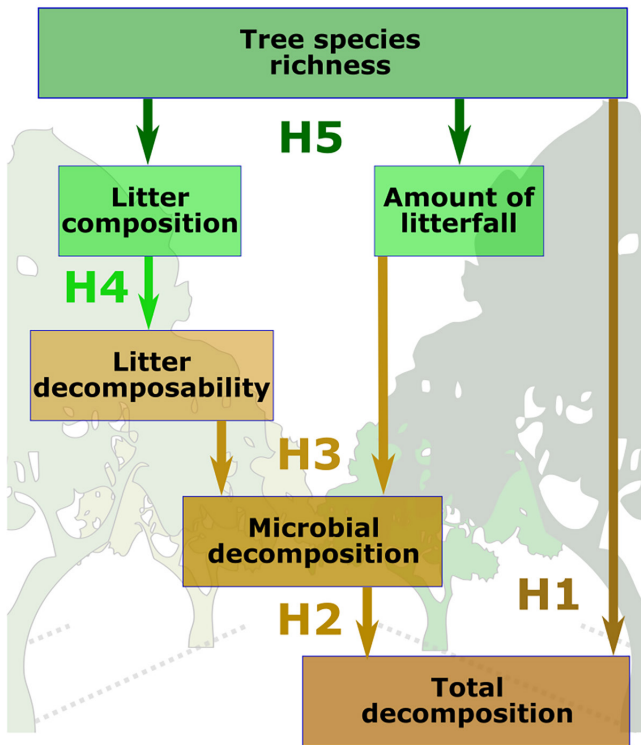 Tree species
richness
H5
Litter
composition
Amount of
litterfall
H4
Litter
decomposability
H3
Microbial
decomposition
H2
H1
Total
decomposition